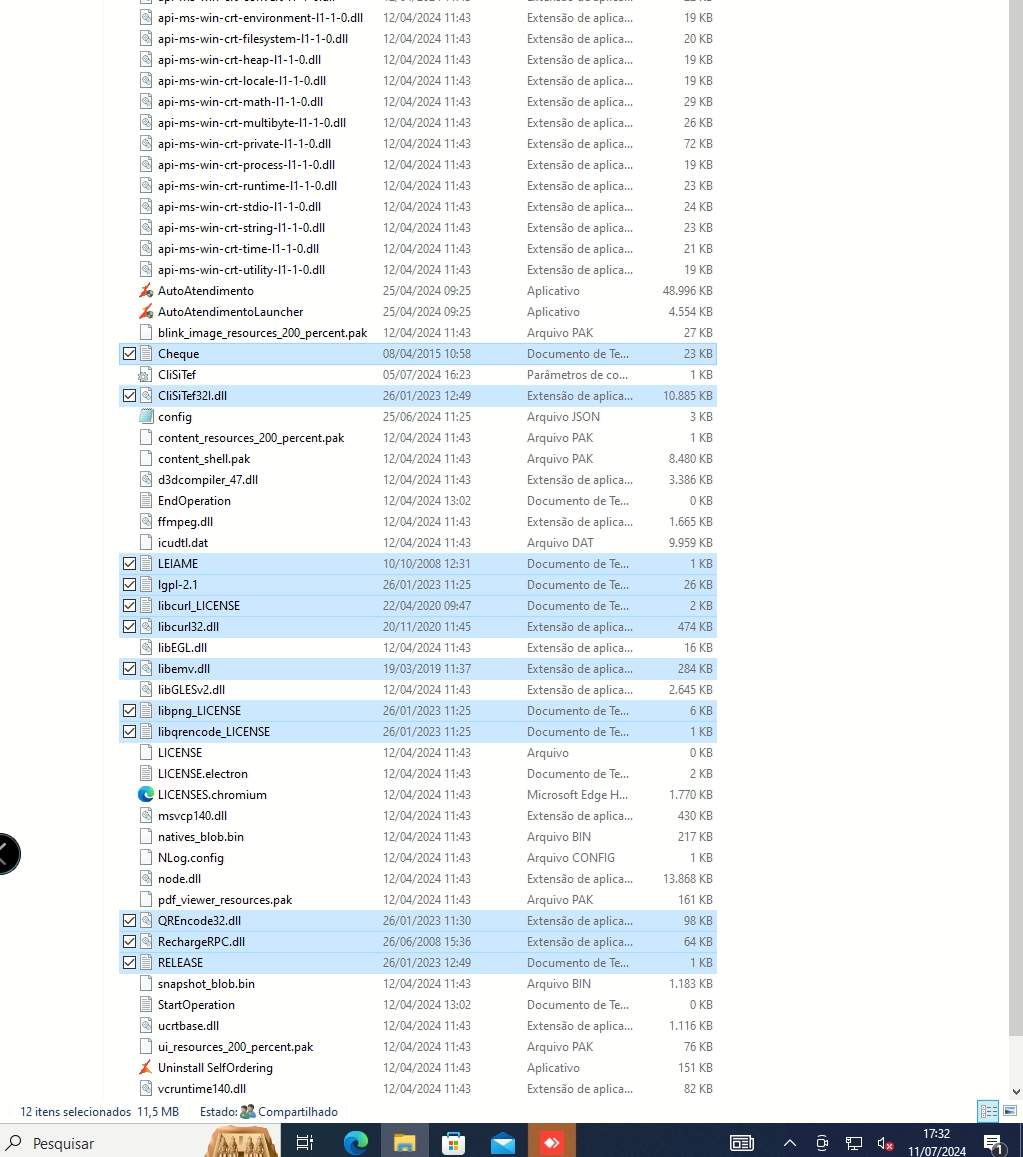 api-ms-win-crt-environment-l1-1-0.dll 12/04/2024 11:43 Extensão de aplica... 19 KB
api-ms-win-crt-filesystem-l1-1-0.dll 12/04/2024 11:43 Extensão de aplica... 20 KB
api-ms-win-crt-heap-l1-1-0.dll 12/04/2024 11:43 Extensão de aplica... 19 KB
api-ms-win-crt-locale-l1-1-0.dll 12/04/2024 11:43 Extensão de aplica... 19 KB
api-ms-win-crt-math-l1-1-0.dll 12/04/2024 11:43 Extensão de aplica... 29 KB
api-ms-win-crt-multibyte-l1-1-0.dll 12/04/2024 11:43 Extensão de aplica... 26 KB
api-ms-win-crt-private-l1-1-0.dll 12/04/2024 11:43 Extensão de aplica... 72 KB
api-ms-win-crt-process-l1-1-0.dll 12/04/2024 11:43 Extensão de aplica... 19 KB
api-ms-win-crt-runtime-l1-1-0.dll 12/04/2024 11:43 Extensão de aplica... 23 KB
api-ms-win-crt-stdio-l1-1-0.dll 12/04/2024 11:43 Extensão de aplica... 24 KB
api-ms-win-crt-string-l1-1-0.dll 12/04/2024 11:43 Extensão de aplica... 23 KB
api-ms-win-crt-time-l1-1-0.dll 12/04/2024 11:43 Extensão de aplica... 21 KB
api-ms-win-crt-utility-l1-1-0.dll 12/04/2024 11:43 Extensão de aplica... 19 KB
AutoAtendimento 25/04/2024 09:25 Aplicativo 48.996 KB
AutoAtendimentoLauncher 25/04/2024 09:25 Aplicativo 4.554 KB
blink_image_resources_200_percent.pak 12/04/2024 11:43 Arquivo PAK 27 KB
Cheque 08/04/2015 10:58 Documento de Te... 23 KB
CliSiTef 05/07/2024 16:23 Parâmetros de co... 1 KB
CliSiTef32I.dll 26/01/2023 12:49 Extensão de aplica... 10.885 KB
config 25/06/2024 11:25 Arquivo JSON 3 KB
content_resources_200_percent.pak 12/04/2024 11:43 Arquivo PAK 1 KB
content_shell.pak 12/04/2024 11:43 Arquivo PAK 8.480 KB
d3dcompiler_47.dll 12/04/2024 11:43 Extensão de aplica... 3.386 KB
EndOperation 12/04/2024 13:02 Documento de Te... 0 KB
ffmpeg.dll 12/04/2024 11:43 Extensão de aplica... 1.665 KB
icudtl.dat 12/04/2024 11:43 Arquivo DAT 9.959 KB
LEIAME 10/10/2008 12:31 Documento de Te... 1 KB
lgpl-2.1 26/01/2023 11:25 Documento de Te... 26 KB
libcurl_LICENSE 22/04/2020 09:47 Documento de Te... 2 KB
libcurl32.dll 20/11/2020 11:45 Extensão de aplica... 474 KB
libEGL.dll 12/04/2024 11:43 Extensão de aplica... 16 KB
libemv.dll 19/03/2019 11:37 Extensão de aplica... 284 KB
libGLESv2.dll 12/04/2024 11:43 Extensão de aplica... 2.645 KB
libpng_LICENSE 26/01/2023 11:25 Documento de Te... 6 KB
libqrencode_LICENSE 26/01/2023 11:25 Documento de Te... 1 KB
LICENSE 12/04/2024 11:43 Arquivo 0 KB
LICENSE.electron 12/04/2024 11:43 Documento de Te... 2 KB
LICENSES.chromium 12/04/2024 11:43 Microsoft Edge H... 1.770 KB
msvcp140.dll 12/04/2024 11:43 Extensão de aplica... 430 KB
natives_blob.bin 12/04/2024 11:43 Arquivo BIN 217 KB
NLog.config 12/04/2024 11:43 Arquivo CONFIG 1 KB
node.dll 12/04/2024 11:43 Extensão de aplica... 13.868 KB
pdf_viewer_resources.pak 12/04/2024 11:43 Arquivo PAK 161 KB
QREncode32.dll 26/01/2023 11:30 Extensão de aplica... 98 KB
RechargeRPC.dll 26/06/2008 15:36 Extensão de aplica... 64 KB
RELEASE 26/01/2023 12:49 Documento de Te... 1 KB
snapshot_blob.bin 12/04/2024 11:43 Arquivo BIN 1.183 KB
StartOperation 12/04/2024 13:02 Documento de Te... 0 KB
ucrtbase.dll 12/04/2024 11:43 Extensão de aplica... 1.116 KB
ui_resources_200_percent.pak 12/04/2024 11:43 Arquivo PAK 76 KB
Uninstall SelfOrdering 12/04/2024 11:43 Aplicativo 151 KB
vcruntime140.dll 12/04/2024 11:43 Extensão de aplica... 82 KB
12 itens selecionados 11,5 MB Estado: Compartilhado
Pesquisar
17:32
11/07/2024
1